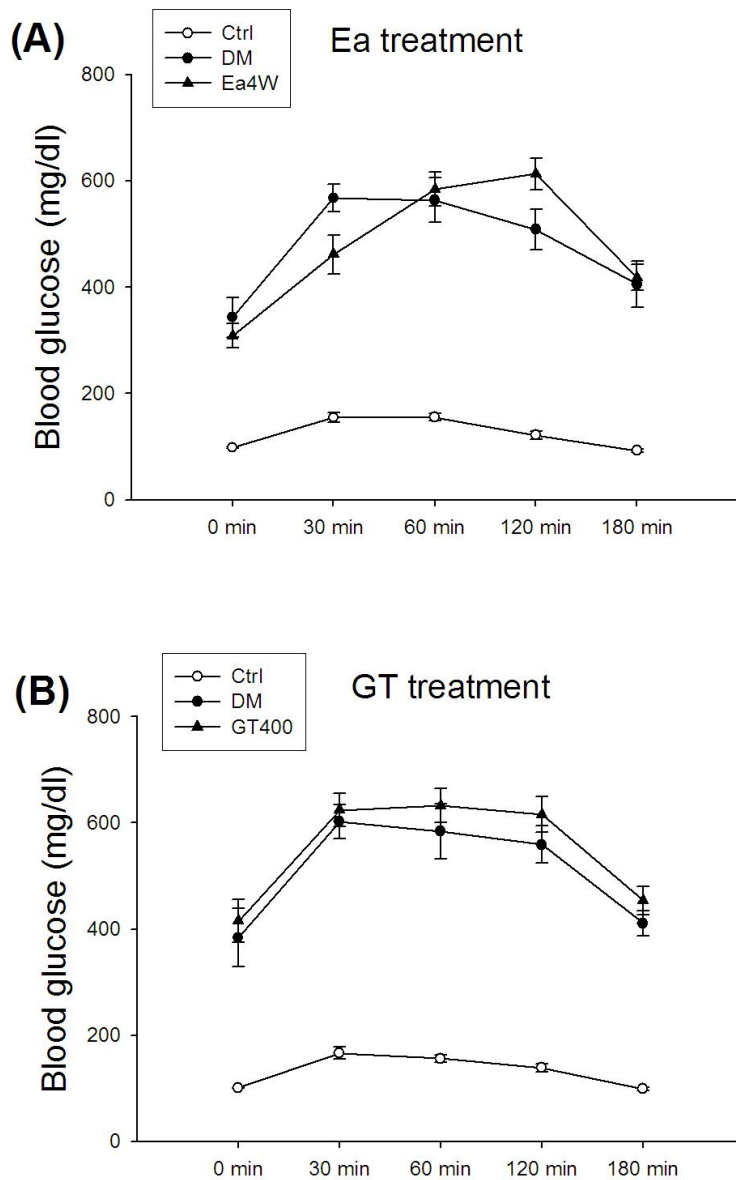 (A)
Ctrl
DM
Ea4W
Ea treatment
Blood glucose (mg/dl)
800
600
400
200
0
0 min 30 min 60 min 120 min 180 min
(B)
Ctrl
DM
GT400
GT treatment
Blood glucose (mg/dl)
800
600
400
200
0
0 min 30 min 60 min 120 min 180 min